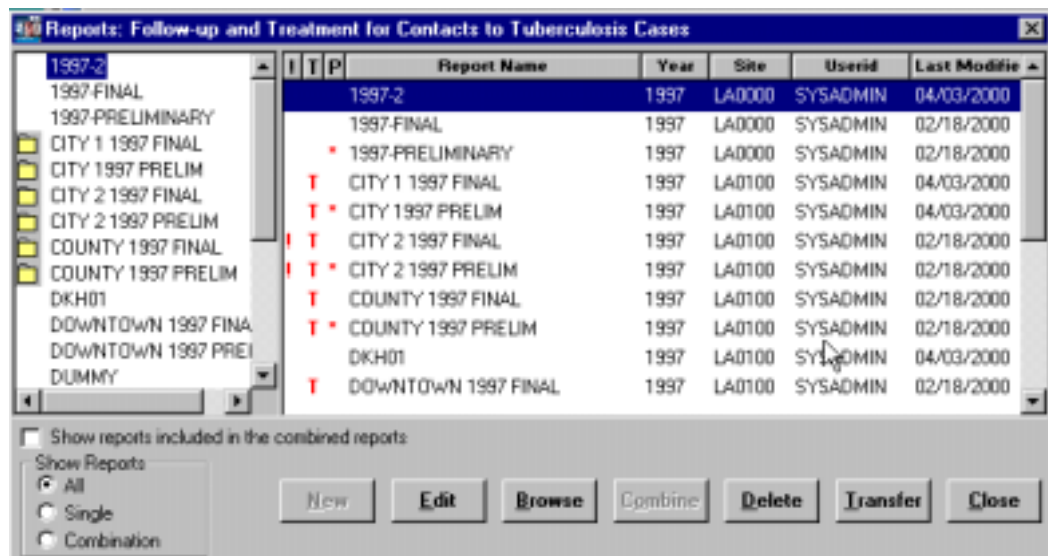 Reports: Follow-up and Treatment for Contacts to Tuberculosis Cases
1997-2
1997-FINAL
1997-PRELIMINARY
CITY 1 1997 FINAL
CITY 1997 PRELIM
CITY 2 1997 FINAL
CITY 2 1997 PRELIM
COUNTY 1997 FINAL
COUNTY 1997 PRELIM
DKH01
DOWNTOWN 1997 FINA
DOWNTOWN 1997 PREI
DUMMY
! T P Report Name Year Site Userid Last Modifie
1997-2 1997 LA0000 SYSADMIN 04/03/2000
1997-FINAL 1997 LA0000 SYSADMIN 02/18/2000
* 1997-PRELIMINARY 1997 LA0000 SYSADMIN 02/18/2000
T CITY 1 1997 FINAL 1997 LA0100 SYSADMIN 04/03/2000
T * CITY 1997 PRELIM 1997 LA0100 SYSADMIN 04/03/2000
! T CITY 2 1997 FINAL 1997 LA0100 SYSADMIN 02/18/2000
! T * CITY 2 1997 PRELIM 1997 LA0100 SYSADMIN 02/18/2000
T COUNTY 1997 FINAL 1997 LA0100 SYSADMIN 02/18/2000
T * COUNTY 1997 PRELIM 1997 LA0100 SYSADMIN 02/18/2000
DKH01 1997 LA0100 SYSADMIN 04/03/2000
T DOWNTOWN 1997 FINAL 1997 LA0100 SYSADMIN 02/18/2000
Show reports included in the combined reports
Show Reports
All
Single
Combination
New Edit Browse Combine Delete Transfer Close